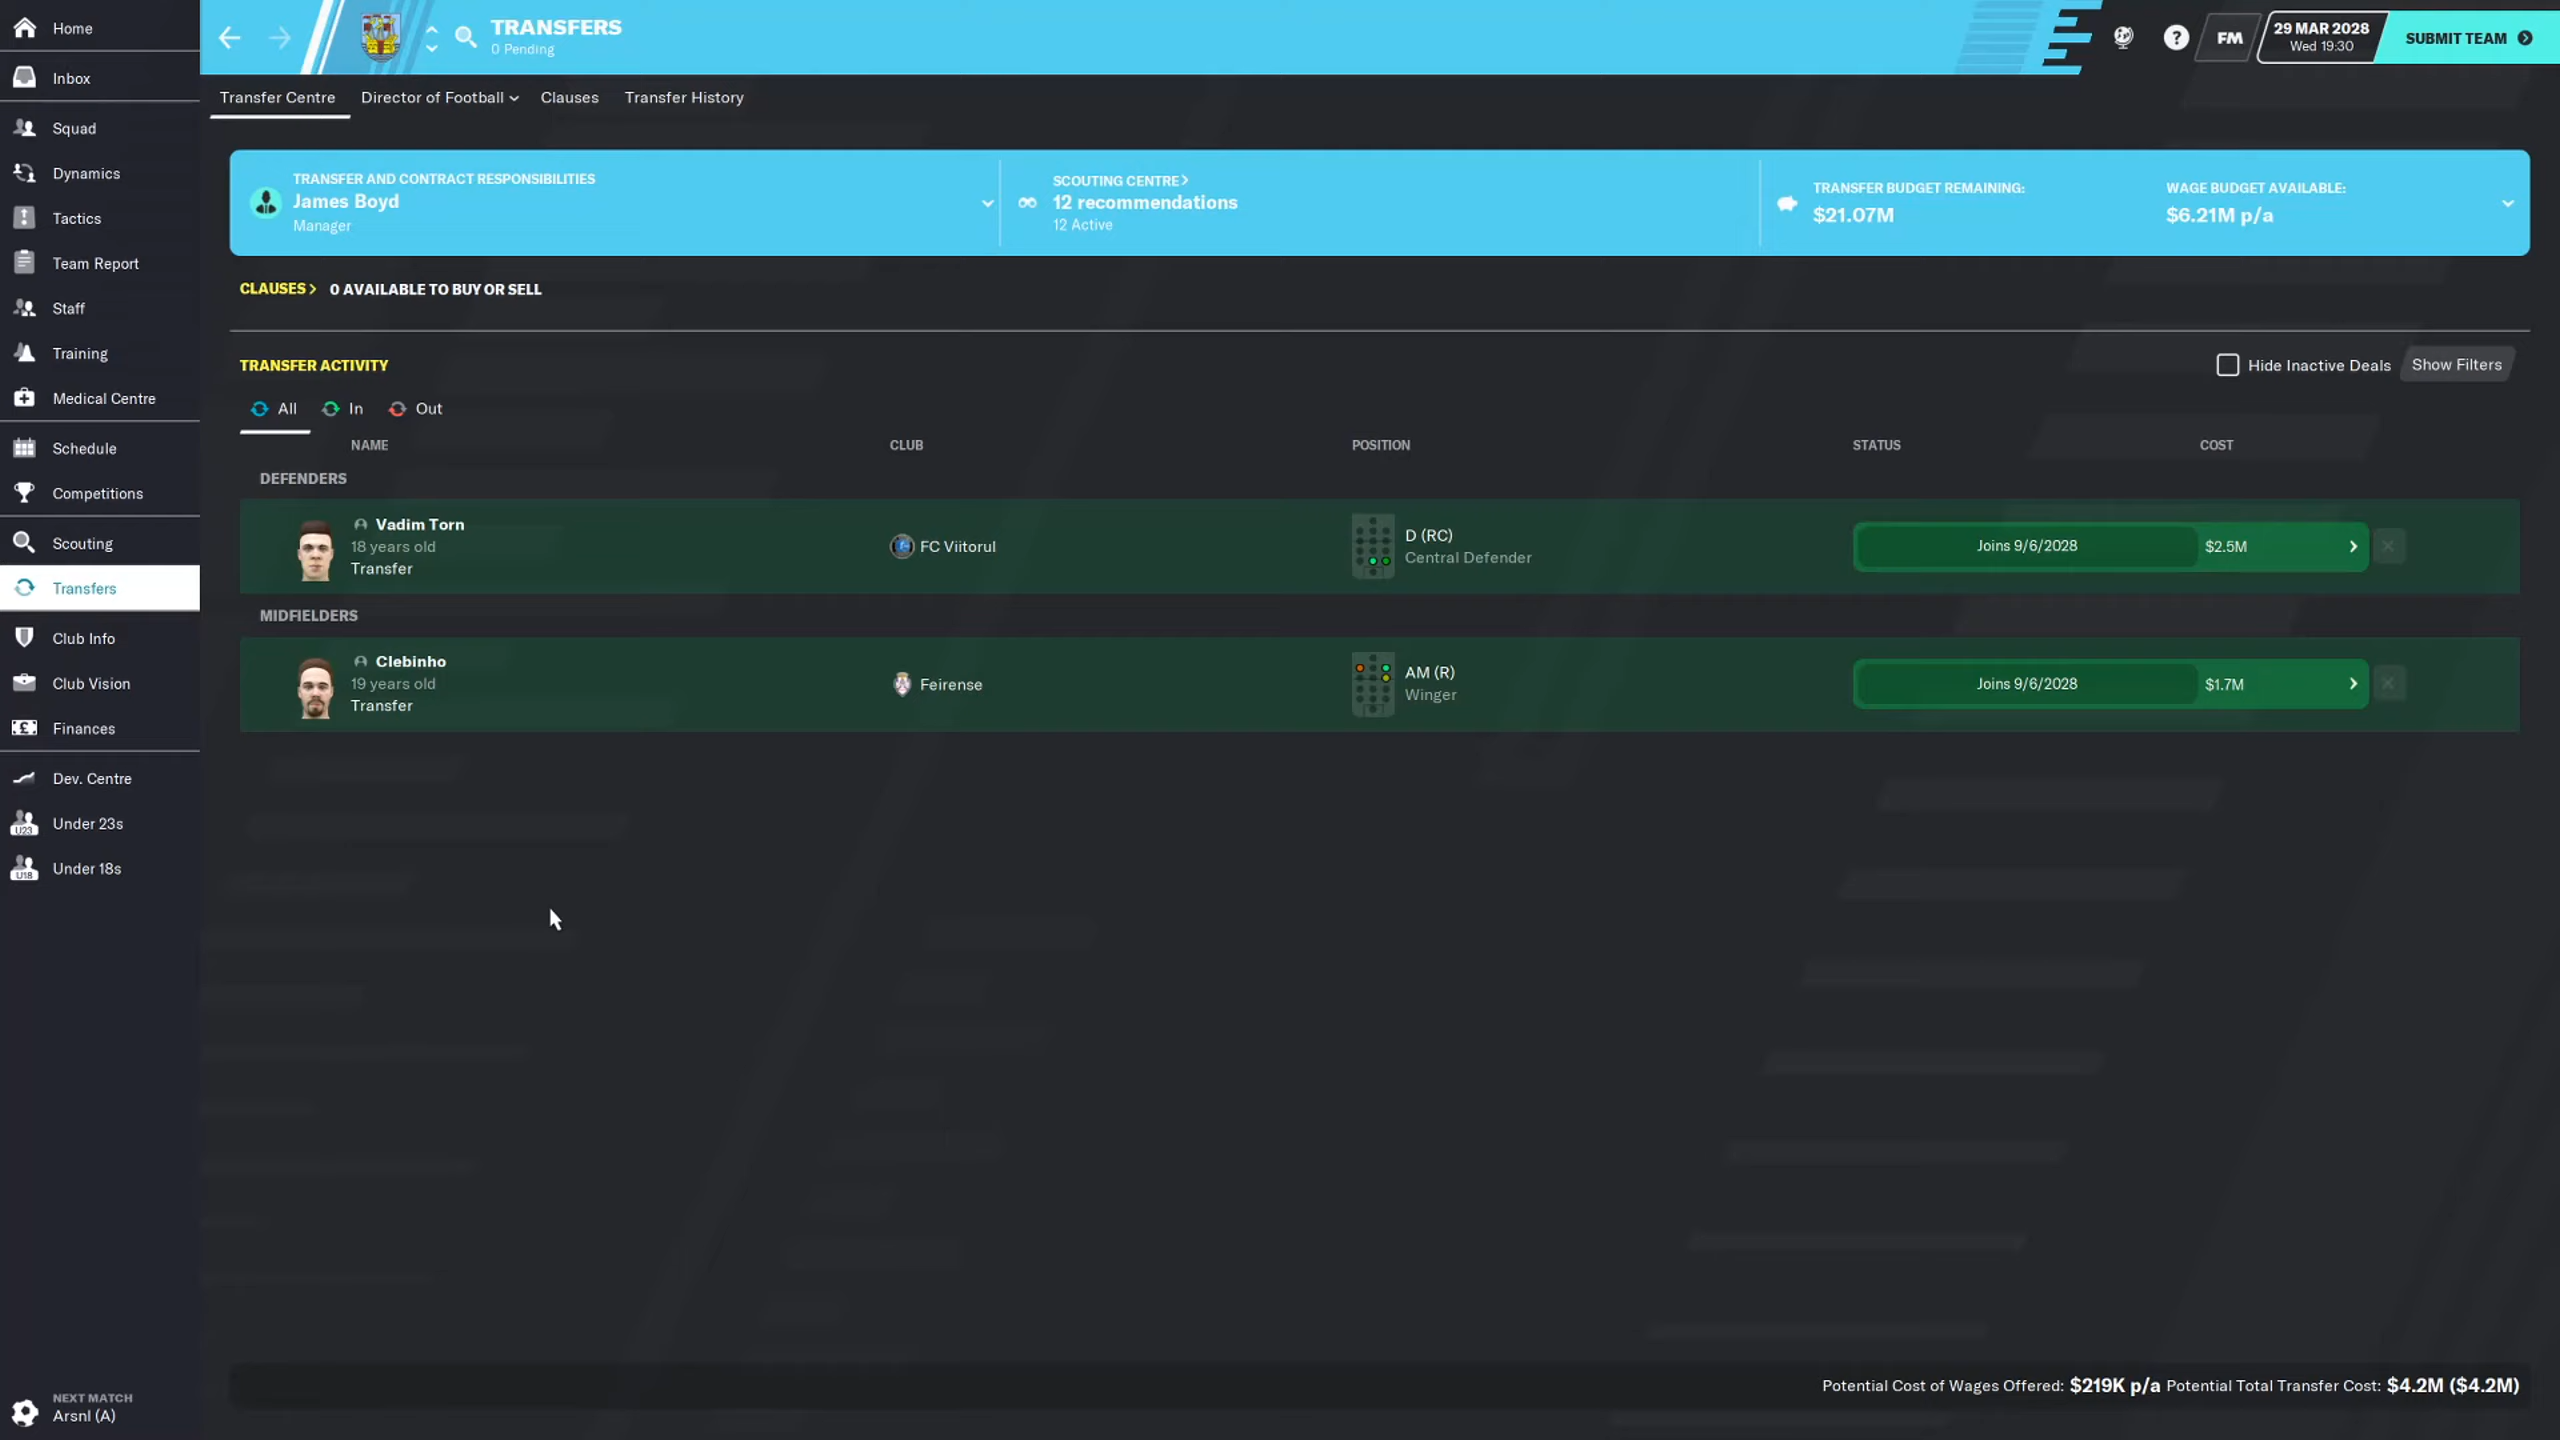 Home
Inbox
Squad
Dynamics
Tactics
Team Report
Staff
Training
Medical Centre
Schedule
Competitions
Scouting
Transfers
Club Info
Club Vision
Finances
Dev. Centre
U23
Under 23s
U18
Under 18s
NEXT MATCH
Arsnl (A)
TRANSFERS
0 Pending
?
FM
29 MAR 2028
Wed 19:30
SUBMIT TEAM
Transfer Centre
Director of Football
Clauses
Transfer History
TRANSFER AND CONTRACT RESPONSIBILITIES
James Boyd
Manager
SCOUTING CENTRE>
12 recommendations
12 Active
TRANSFER BUDGET REMAINING:
$21.07M
WAGE BUDGET AVAILABLE:
$6.21M p/a
CLAUSES> 0 AVAILABLE TO BUY OR SELL
TRANSFER ACTIVITY
Hide Inactive Deals
Show Filters
All In Out
NAME CLUB POSITION STATUS COST
DEFENDERS
Vadim Torn
18 years old
Transfer
FC Viitorul
D (RC)
Central Defender
Joins 9/6/2028
$2.5M
MIDFIELDERS
Clebinho
19 years old
Transfer
Feirense
AM (R)
Winger
Joins 9/6/2028
$1.7M
Potential Cost of Wages Offered: $219K p/a Potential Total Transfer Cost: $4.2M ($4.2M)